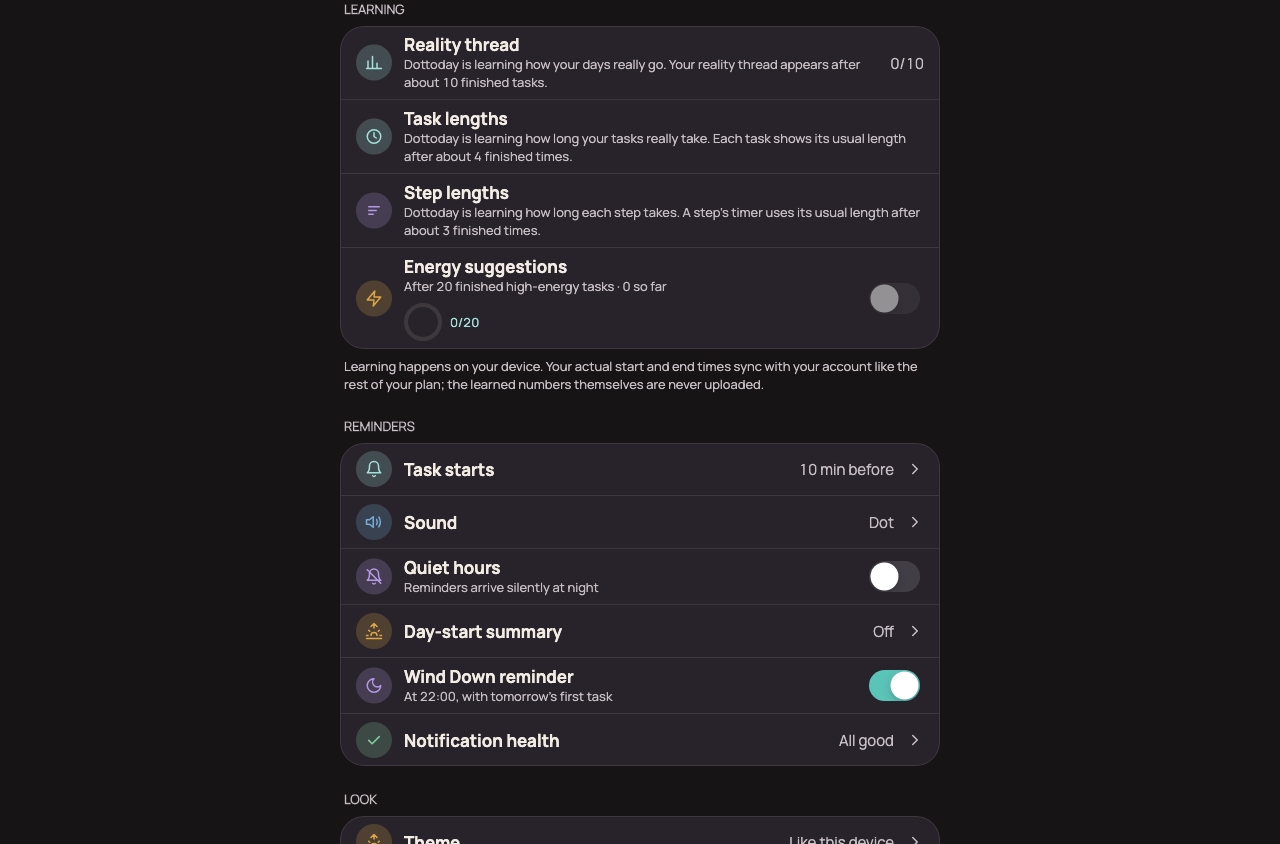 LEARNING
Reality thread
Dottoday is learning how your days really go. Your reality thread appears after
about 10 finished tasks.
0/10
Task lengths
Dottoday is learning how long your tasks really take. Each task shows its usual length
after about 4 finished times.
Step lengths
Dottoday is learning how long each step takes. A step's timer uses its usual length after
about 3 finished times.
Energy suggestions
After 20 finished high-energy tasks · 0 so far
0/20
Learning happens on your device. Your actual start and end times sync with your account like the
rest of your plan; the learned numbers themselves are never uploaded.
REMINDERS
Task starts
10 min before
Sound
Dot
Quiet hours
Reminders arrive silently at night
Day-start summary
Off
Wind Down reminder
At 22:00, with tomorrow's first task
Notification health
All good
LOOK
Theme
Like this device